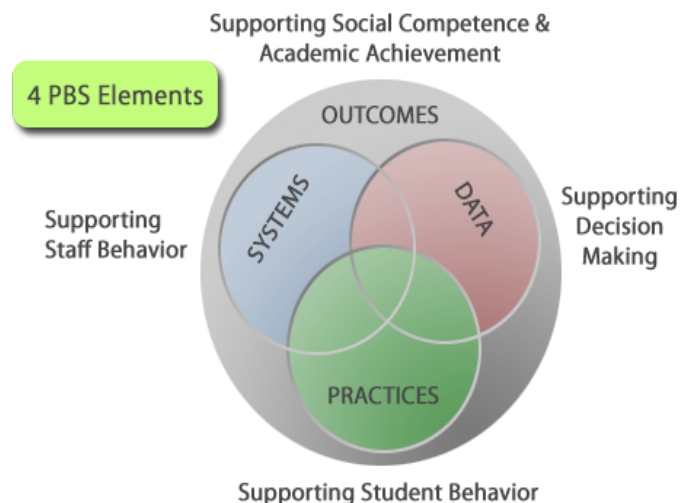 Supporting Social Competence &
Academic Achievement
4 PBS Elements
OUTCOMES
SYSTEMS
DATA
Supporting
Staff Behavior
Supporting
Decision
Making
PRACTICES
Supporting Student Behavior